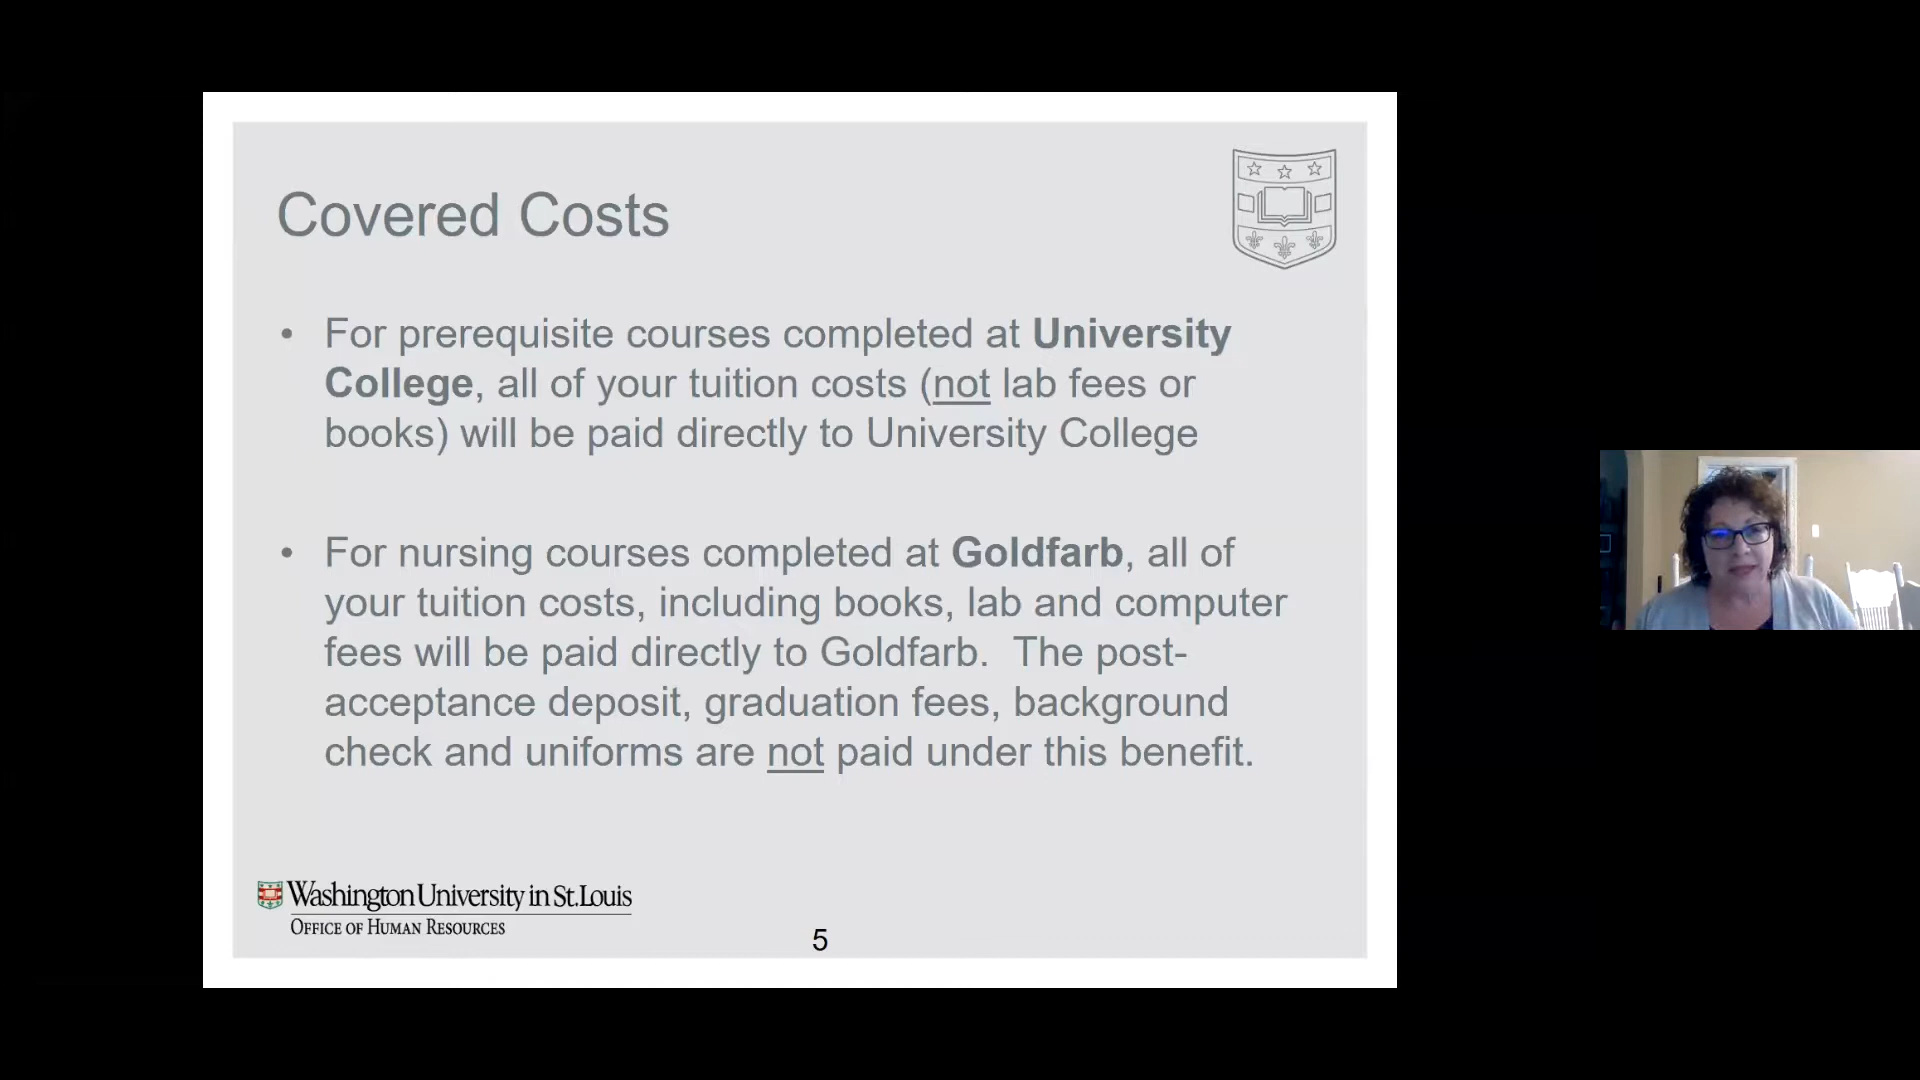 Covered Costs
• For prerequisite courses completed at University
College, all of your tuition costs (not lab fees or
books) will be paid directly to University College
• For nursing courses completed at Goldfarb, all of
your tuition costs, including books, lab and computer
fees will be paid directly to Goldfarb.  The post-
acceptance deposit, graduation fees, background
check and uniforms are not paid under this benefit.
Washington University in St. Louis
OFFICE OF HUMAN RESOURCES
5